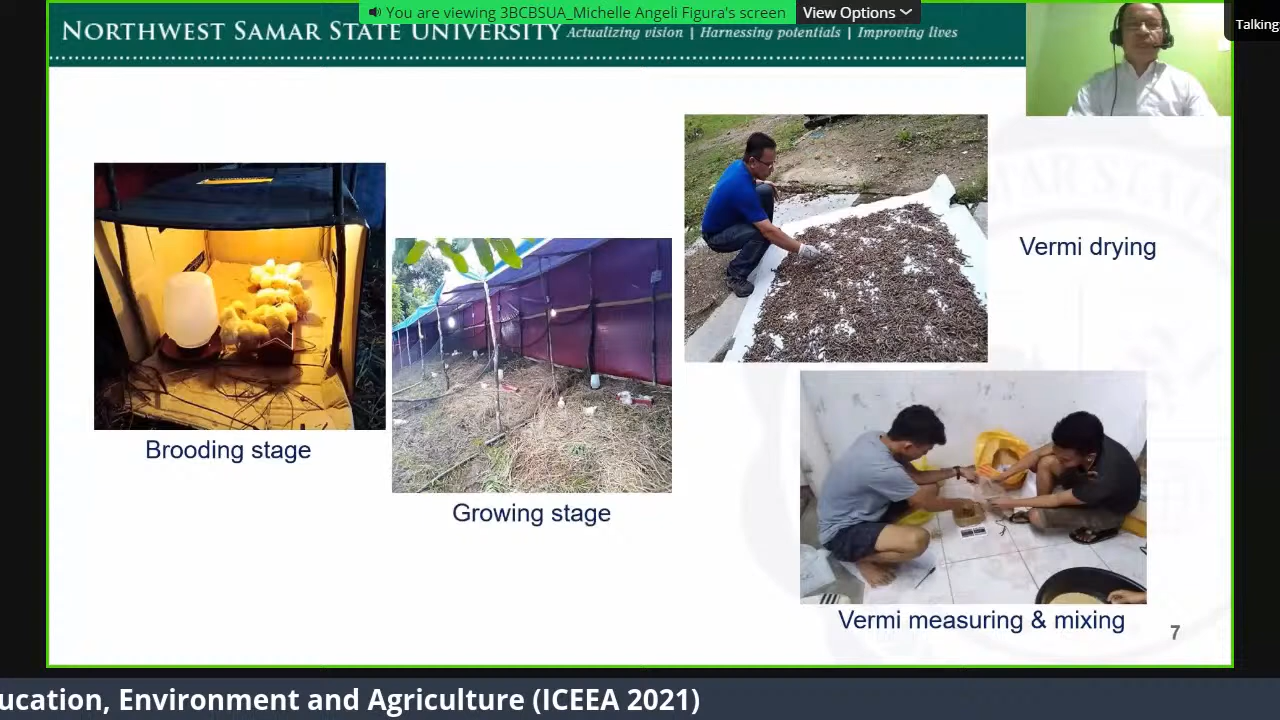 You are viewing 3BCBSUA_Michelle Angeli Figura's screen
View Options
Talking
NORTHWEST SAMAR STATE UNIVERSITY Actualizing vision | Harnessing potentials | Improving lives
Vermi drying
Brooding stage
Growing stage
Vermi measuring & mixing
7
ucation, Environment and Agriculture (ICEEA 2021)